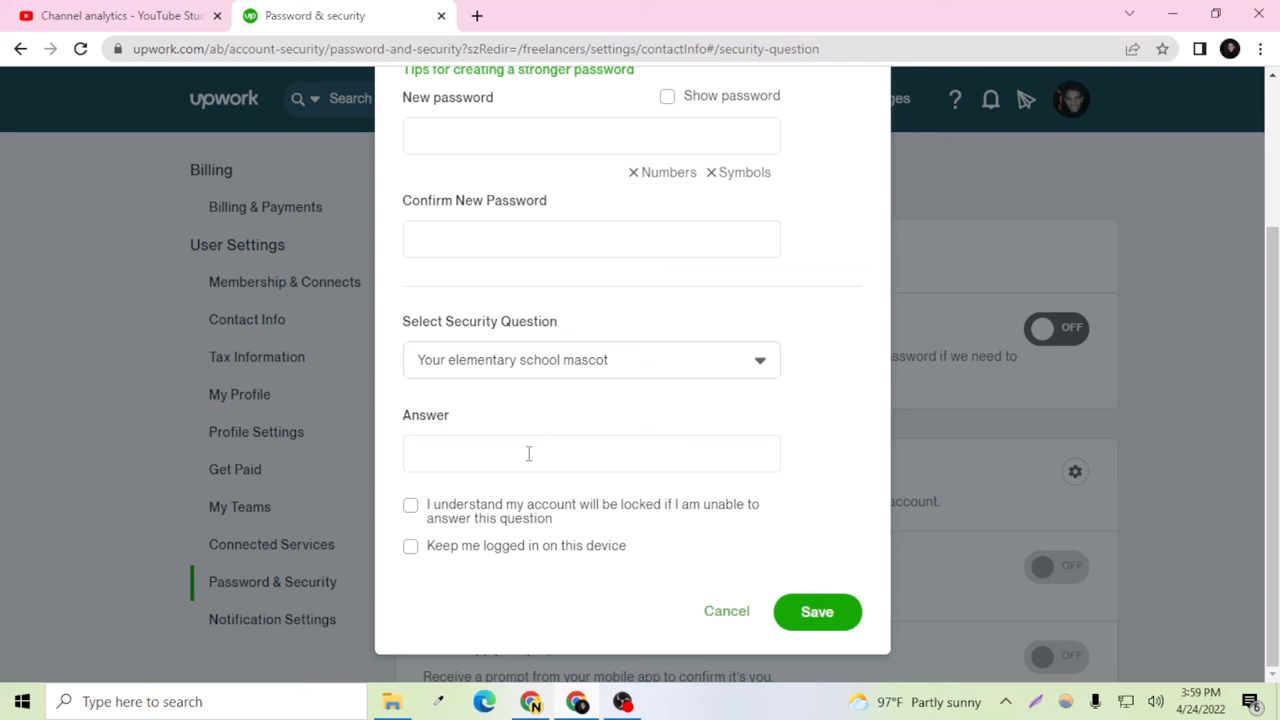 Channel analytics - YouTube Stu
Password & security
upwork.com/ab/account-security/password-and-security?szRedir=/freelancers/settings/contactInfo#/security-question
Tips for creating a stronger password
upwork
Search
ges
New password
Show password
Numbers
Symbols
Billing
Billing & Payments
Confirm New Password
User Settings
Membership & Connects
Contact Info
Select Security Question
OFF
Tax Information
Your elementary school mascot
assword if we need to
My Profile
Answer
Profile Settings
Get Paid
My Teams
I understand my account will be locked if I am unable to
answer this question
ccount.
Connected Services
Keep me logged in on this device
OFF
Password & Security
Notification Settings
Cancel
Save
OFF
Receive a prompt from your mobile app to confirm it's you.
Type here to search
N
97°F Partly sunny
3:59 PM
4/24/2022
6